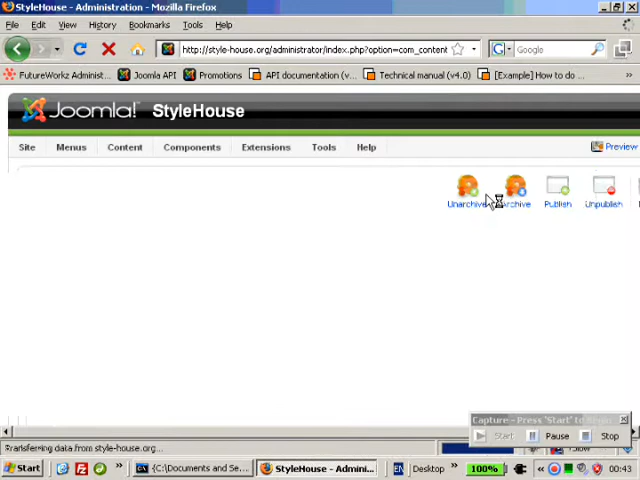 StyleHouse - Administration - Mozilla Firefox
File Edit View History Bookmarks Tools Help
http://style-house.org/administrator/index.php?option=com_content
Google
FutureWorkz Administ... Joomla API Promotions API documentation (v... Technical manual (v4.0) [Example] How to do ...
Joomla! StyleHouse
Site Menus Content Components Extensions Tools Help Preview
Unarchive Archive Publish Unpublish
Capture - Press 'Start' to
Start Pause Stop
Transferring data from style-house.org...
Start {C:\Documents and Se... StyleHouse - Admini... EN Desktop 100% 00:43